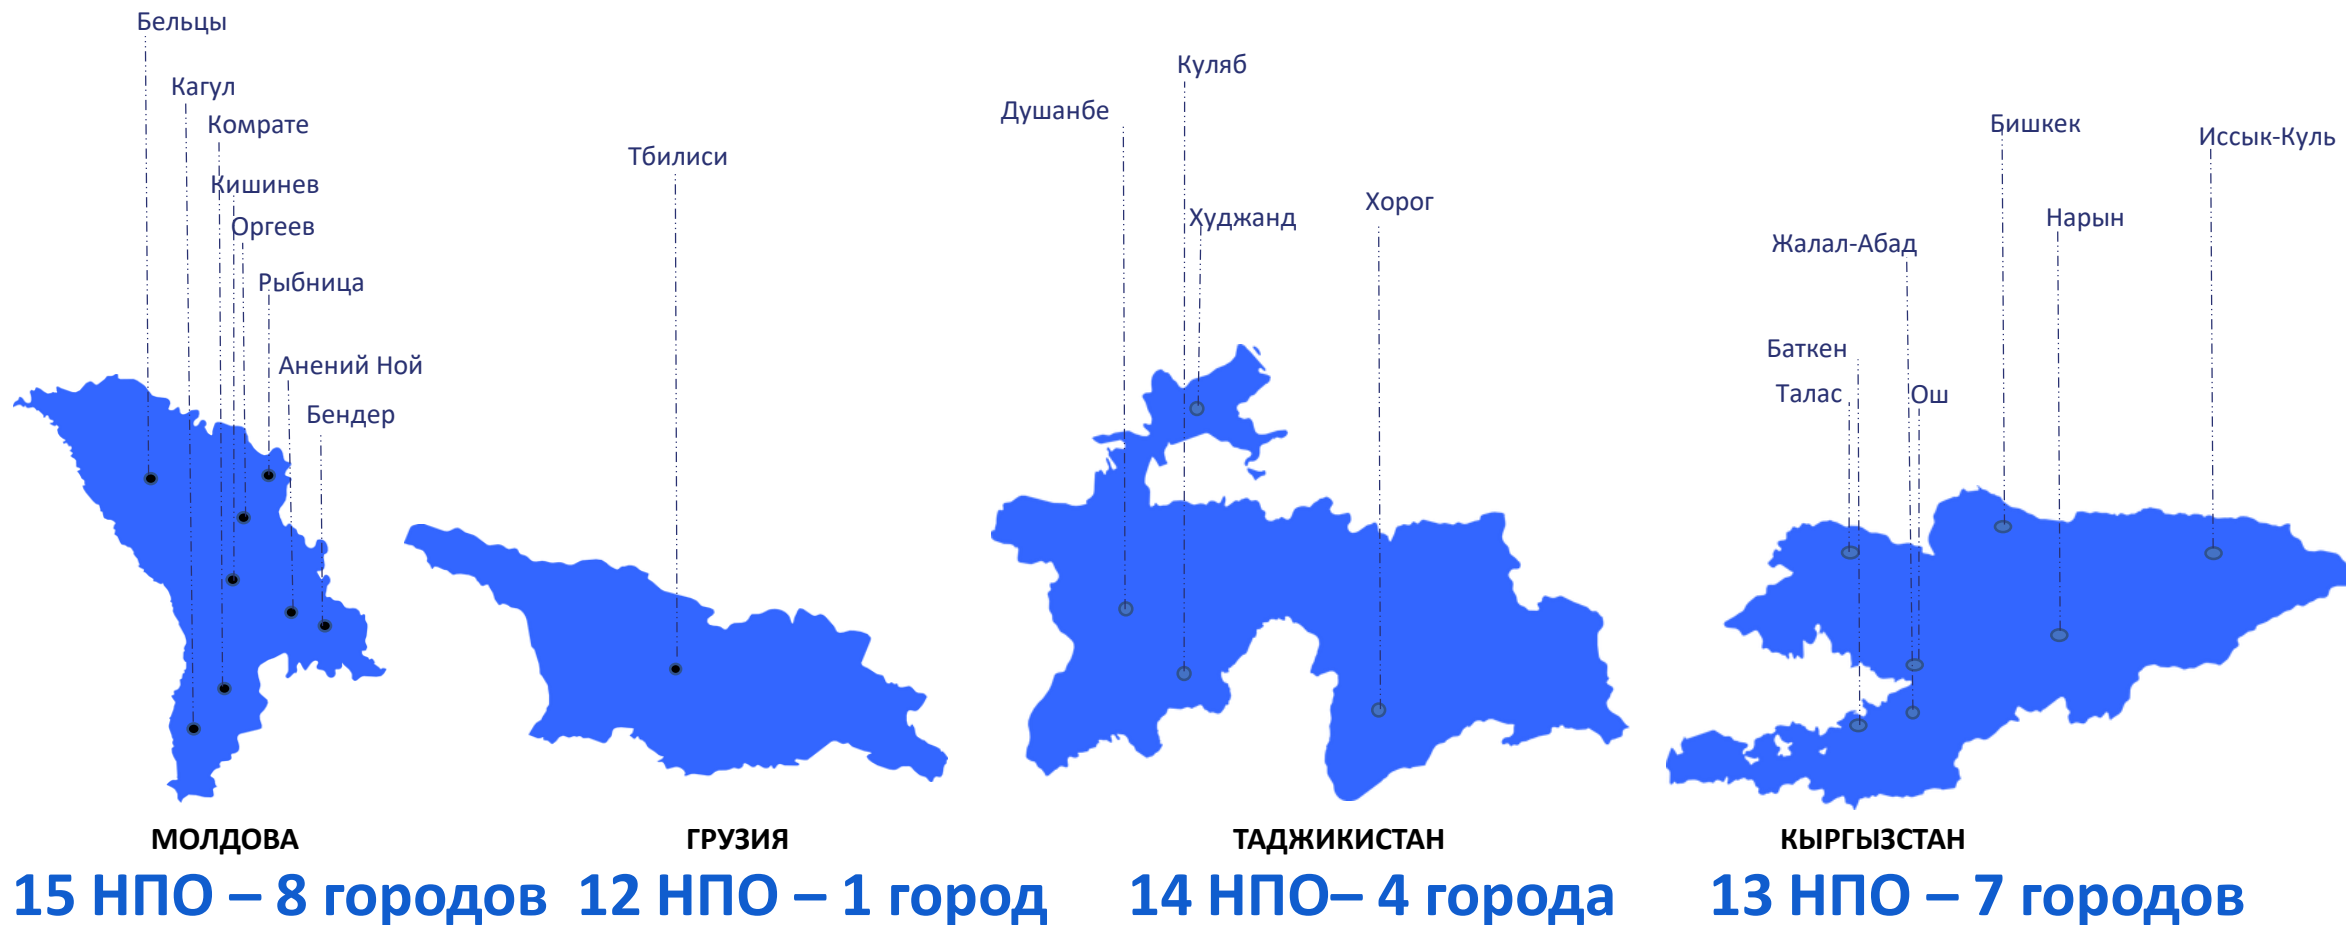 Бельцы
Кагул
Комрате
Кишинев
Оргеев
Рыбница
Анений Ной
Бендер
МОЛДОВА
15 НПО – 8 городов
Тбилиси
ГРУЗИЯ
12 НПО – 1 город
Куляб
Душанбе
Худжанд
Хорог
ТАДЖИКИСТАН
14 НПО– 4 города
Бишкек
Иссык-Куль
Нарын
Жалал-Абад
Баткен
Талас
Ош
КЫРГЫЗСТАН
13 НПО – 7 городов